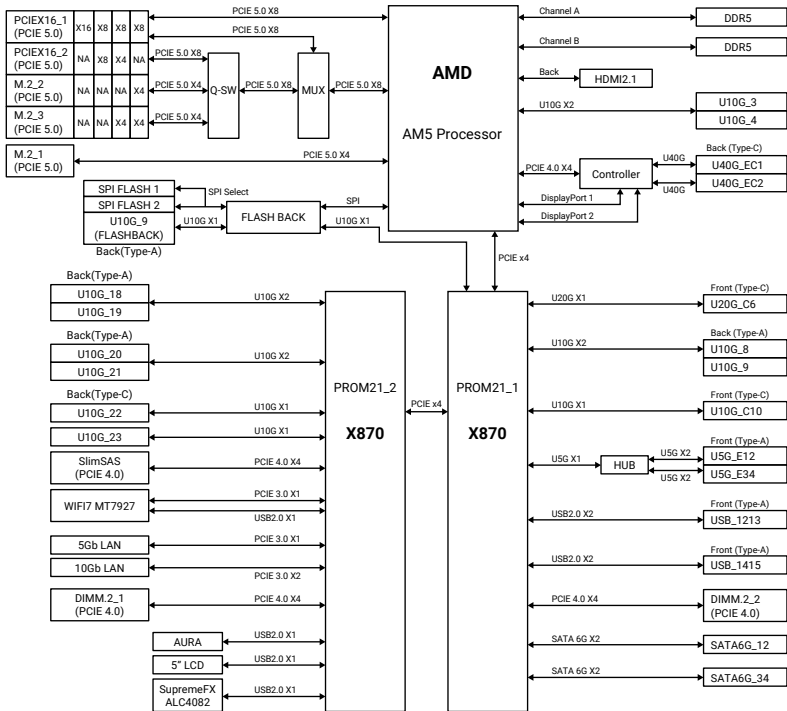 PCIEX16_1
(PCIE 5.0)
X16 X8 X8 X8
PCIE 5.0 X8
PCIE 5.0 X8
PCIEX16_2
(PCIE 5.0)
NA X8 X4 NA
PCIE 5.0 X8
M.2_2
(PCIE 5.0)
NA NA NA X4
PCIE 5.0 X4
M.2_3
(PCIE 5.0)
NA NA X4 X4
PCIE 5.0 X4
Q-SW
PCIE 5.0 X8
MUX
PCIE 5.0 X8
M.2_1
(PCIE 5.0)
PCIE 5.0 X4
AMD
AM5 Processor
Channel A
DDR5
Channel B
DDR5
Back
HDMI2.1
U10G X2
U10G_3
U10G_4
Back (Type-C)
PCIE 4.0 X4
Controller
U40G
U40G_EC1
U40G
U40G_EC2
DisplayPort 1
DisplayPort 2
SPI FLASH 1
SPI Select
SPI FLASH 2
U10G_9
(FLASHBACK)
Back(Type-A)
U10G X1
FLASH BACK
SPI
U10G X1
PCIE x4
Back(Type-A)
U10G_18
U10G_19
U10G X2
Back(Type-A)
U10G_20
U10G_21
U10G X2
Back(Type-C)
U10G_22
U10G X1
U10G_23
U10G X1
SlimSAS
(PCIE 4.0)
PCIE 4.0 X4
WIFI7 MT7927
PCIE 3.0 X1
USB2.0 X1
5Gb LAN
PCIE 3.0 X1
10Gb LAN
PCIE 3.0 X2
DIMM.2_1
(PCIE 4.0)
PCIE 4.0 X4
AURA
USB2.0 X1
5” LCD
USB2.0 X1
SupremeFX
ALC4082
USB2.0 X1
PROM21_2
X870
PCIE x4
PROM21_1
X870
Front (Type-C)
U20G X1
U20G_C6
Back (Type-A)
U10G X2
U10G_8
U10G_9
Front (Type-C)
U10G X1
U10G_C10
Front (Type-A)
U5G X1
HUB
U5G X2
U5G_E12
U5G X2
U5G_E34
Front (Type-A)
USB2.0 X2
USB_1213
Front (Type-A)
USB2.0 X2
USB_1415
PCIE 4.0 X4
DIMM.2_2
(PCIE 4.0)
SATA 6G X2
SATA6G_12
SATA 6G X2
SATA6G_34